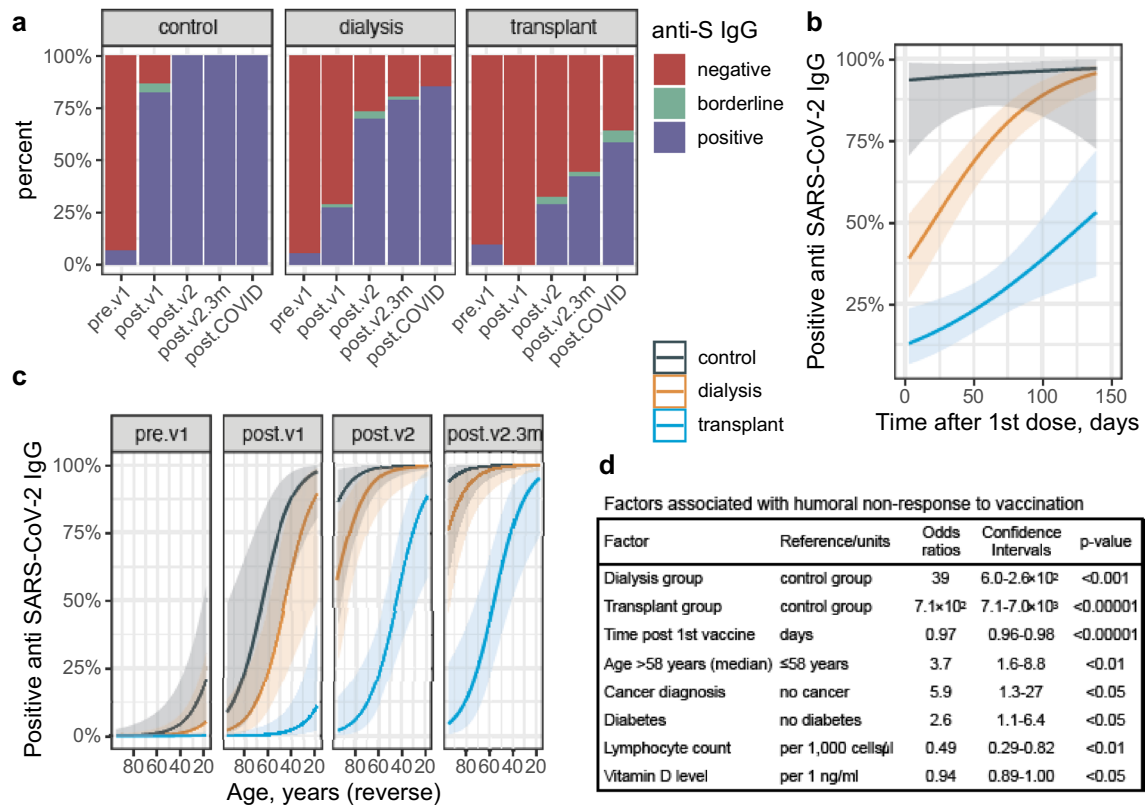 a
control
dialysis
transplant
anti-S IgG
negative
borderline
positive
percent
100%
75%
50%
25%
0%
pre.v1
post.v1
post.v2
post.v2.3m
post.COVID
pre.v1
post.v1
post.v2
post.v2.3m
post.COVID
pre.v1
post.v1
post.v2
post.v2.3m
post.COVID
b
Positive anti SARS-CoV-2 IgG
100%
75%
50%
25%
0
50
100
150
Time after 1st dose, days
control
dialysis
transplant
c
pre.v1
post.v1
post.v2
post.v2.3m
Positive anti SARS-CoV-2 IgG
100%
75%
50%
25%
0%
80 60 40 20
80 60 40 20
80 60 40 20
80 60 40 20
Age, years (reverse)
d
Factors associated with humoral non-response to vaccination
Factor Reference/units Odds ratios Confidence Intervals p-value
Dialysis group control group 39 6.0-2.6×10² <0.001
Transplant group control group 7.1×10² 7.1-7.0×10³ <0.00001
Time post 1st vaccine days 0.97 0.96-0.98 <0.00001
Age >58 years (median) ≤58 years 3.7 1.6-8.8 <0.01
Cancer diagnosis no cancer 5.9 1.3-27 <0.05
Diabetes no diabetes 2.6 1.1-6.4 <0.05
Lymphocyte count per 1,000 cells/µl 0.49 0.29-0.82 <0.01
Vitamin D level per 1 ng/ml 0.94 0.89-1.00 <0.05